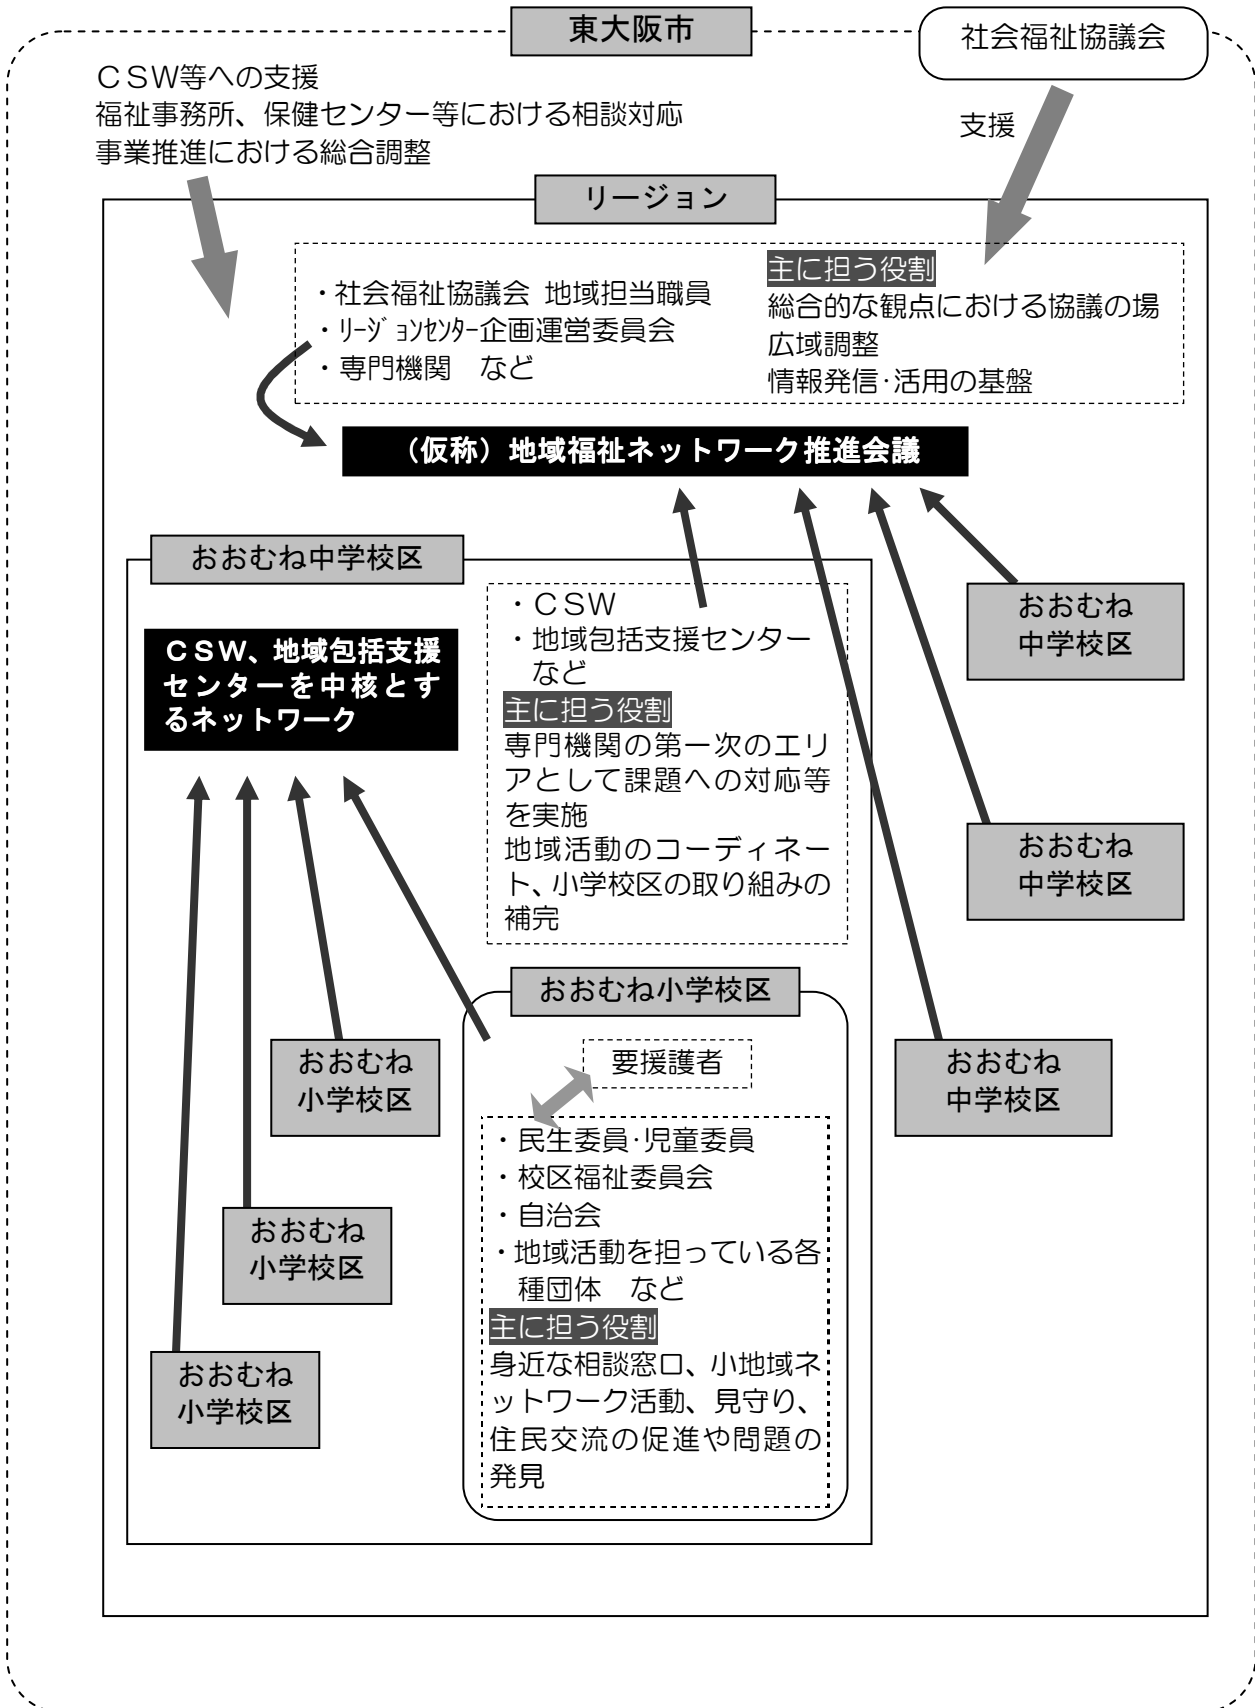 東大阪市
社会福祉協議会
ＣＳＷ等への支援
福祉事務所、保健センター等における相談対応
事業推進における総合調整
支援
リージョン
・社会福祉協議会 地域担当職員
・ﾘｰｼﾞｮﾝｾﾝﾀｰ企画運営委員会
・専門機関　など
主に担う役割
総合的な観点における協議の場
広域調整
情報発信･活用の基盤
（仮称）地域福祉ネットワーク推進会議
おおむね中学校区
ＣＳＷ、地域包括支援
センターを中核とす
るネットワーク
・ＣＳＷ
・地域包括支援センター
など
主に担う役割
専門機関の第一次のエリ
アとして課題への対応等
を実施
地域活動のコーディネー
ト、小学校区の取り組みの
補完
おおむね
中学校区
おおむね
中学校区
おおむね
中学校区
おおむね小学校区
要援護者
・民生委員･児童委員
・校区福祉委員会
・自治会
・地域活動を担っている各
種団体　など
主に担う役割
身近な相談窓口、小地域ネ
ットワーク活動、見守り、
住民交流の促進や問題の
発見
おおむね
小学校区
おおむね
小学校区
おおむね
小学校区